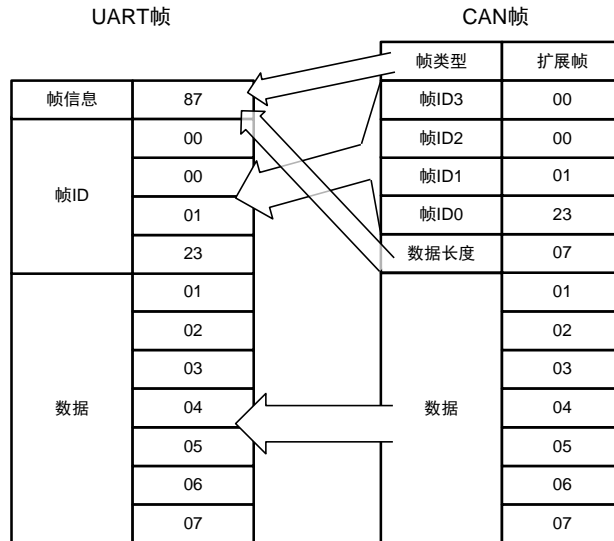 UART帧 CAN帧
帧类型 扩展帧
帧信息 87 帧ID3 00
00 帧ID2 00
帧ID 00 帧ID1 01
01 帧ID0 23
23 数据长度 07
01 01
02 02
03 03
数据 04 数据 04
05 05
06 06
07 07